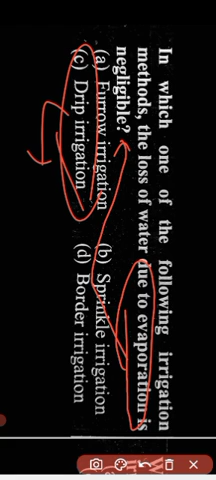 In which one of the following irrigation
methods, the loss of water due to evaporation is
negligible?
(a) Furrow irrigation (b) Sprinkle irrigation
(c) Drip irrigation (d) Border irrigation